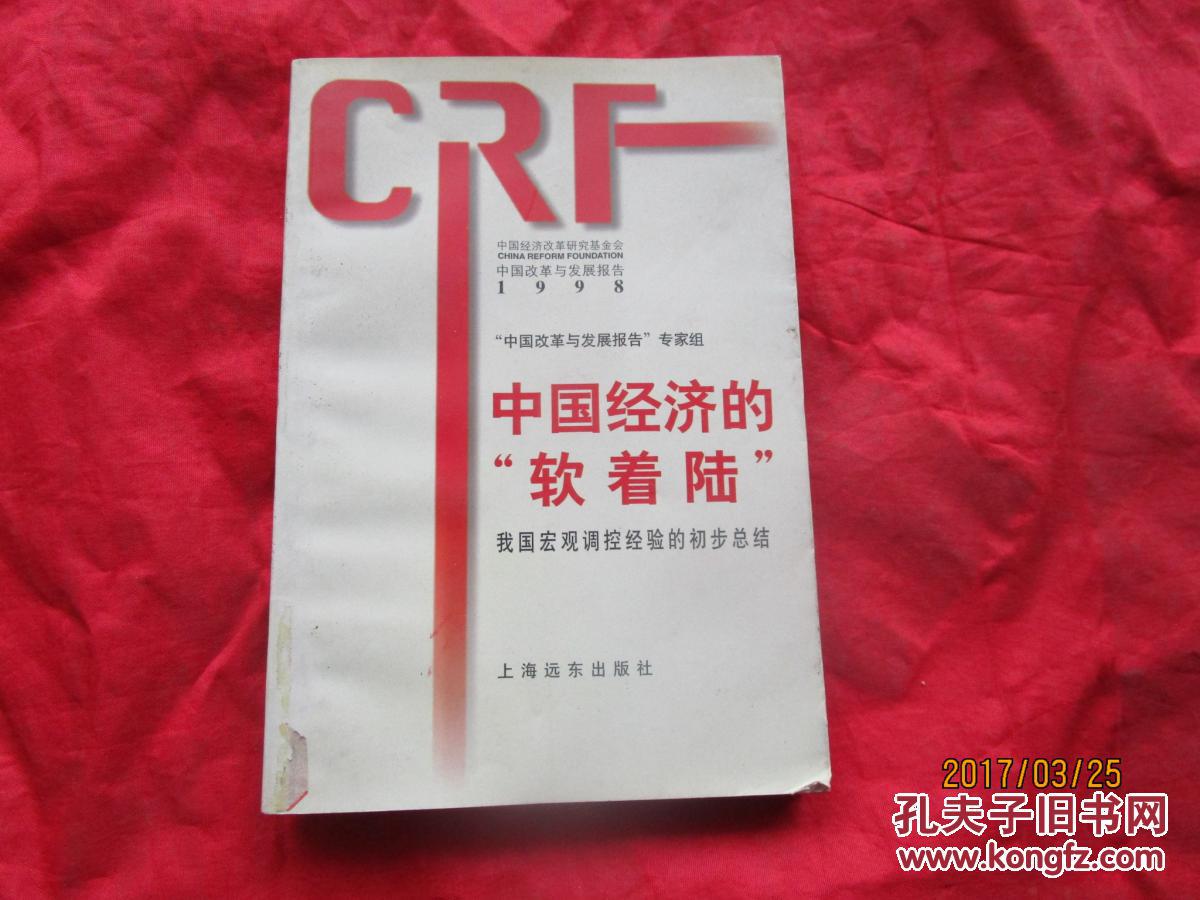 CRF
中国经济改革研究基金会
CHINA REFORM FOUNDATION
中国改革与发展报告
1998
“中国改革与发展报告”专家组
中国经济的
“软着陆”
我国宏观调控经验的初步总结
上海远东出版社
2017/03/25
孔夫子旧书网
www.kongfz.com